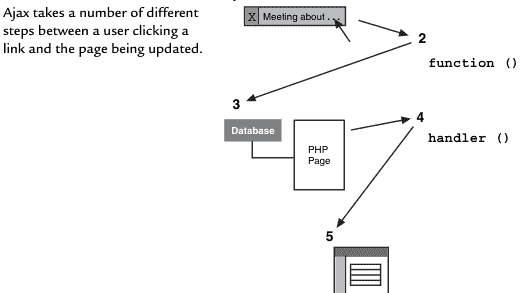 Ajax takes a number of different
steps between a user clicking a
link and the page being updated.
X Meeting about ...
2
function ()
3
Database
PHP
Page
4
handler ()
5